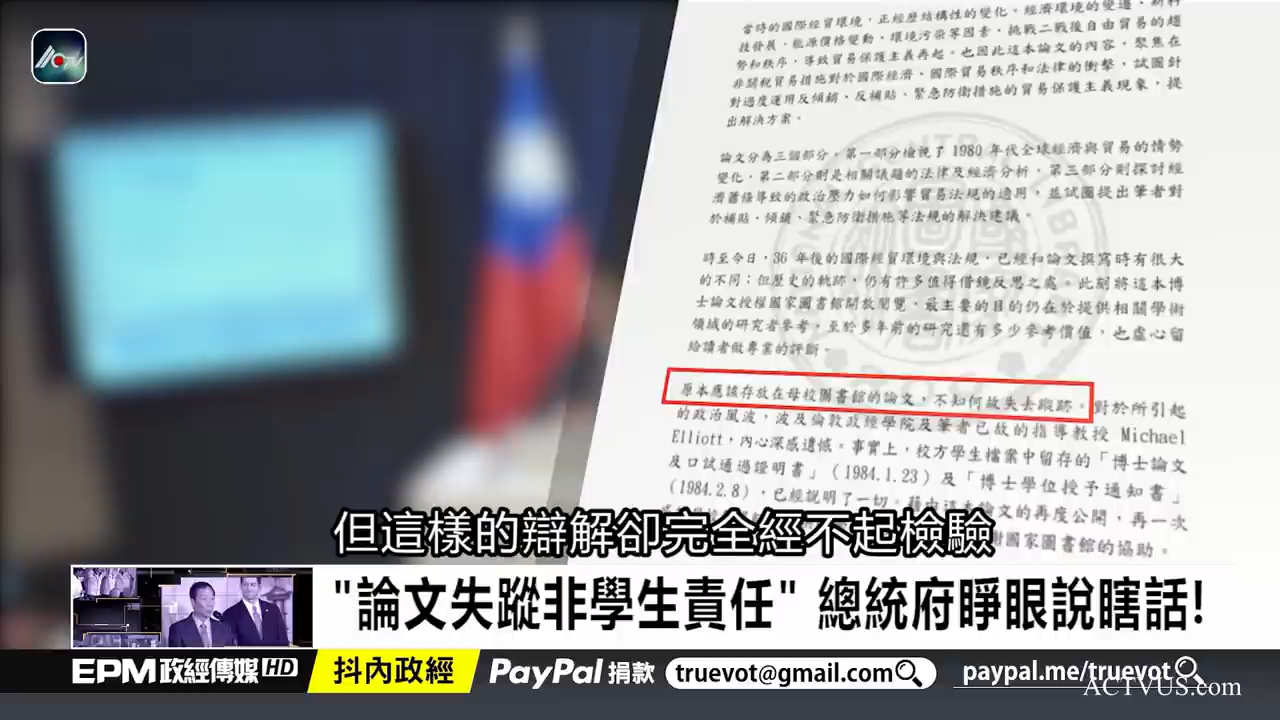 當時的國際經貿環境，正經歷結構性的變化。經濟環境的變遷、新科
技發展、能源價格變動、環境污染等因素，挑戰二戰後自由貿易的趨
勢和秩序，導致貿易保護主義再起。也因此這本論文的內容，聚焦在
非關稅貿易措施對於國際經濟、國際貿易秩序和法律的衝擊，試圖針
對過度運用反傾銷、反補貼、緊急防衛措施的貿易保護主義現象，提
出解決方案。
論文分為三個部分。第一部分檢視了 1980 年代全球經濟與貿易的情勢
變化，第二部分則是相關議題的法律及經濟分析，第三部分則探討經
濟蕭條導致的政治壓力如何影響貿易法規的適用，並試圖提出筆者對
於補貼、傾銷、緊急防衛措施等法規的解決建議。
時至今日，36 年後的國際經貿環境與法規，已經和論文撰寫時有很大
的不同；但歷史的軌跡，仍有許多值得借鏡反思之處。此刻將這本博
士論文授權國家圖書館開放閱覽，最主要的目的仍在於提供相關學術
領域的研究者參考。至於多年前的研究還有多少參考價值，也虛心留
給讀者做專業的評斷。
原本應該存放在母校圖書館的論文，不知何故失去蹤跡。對於所引起
的政治風波，波及倫敦政經學院及筆者已故的指導教授 Michael
Elliott，內心深感遺憾。事實上，校方學生檔案中留存的「博士論文
及口試通過證明書」（1984.1.23）及「博士學位授予通知書」
（1984.2.8），已經說明了一切。藉由這本論文的再度公開，再一次
國家圖書館的協助。
但這樣的辯解卻完全經不起檢驗
"論文失蹤非學生責任" 總統府睜眼說瞎話!
EPM政經傳媒HD 抖內政經 PayPal 捐款 truevot@gmail.com paypal.me/truevot
ACTVUS.com